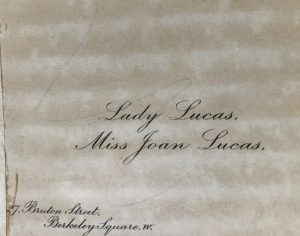 Lady Lucas.
Miss Joan Lucas.
27, Bruton Street,
Berkeley Square. W.